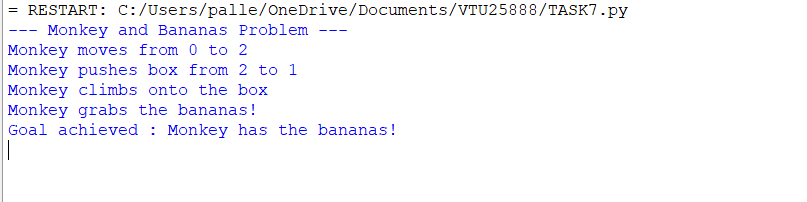 = RESTART: C:/Users/palle/OneDrive/Documents/VTU25888/TASK7.py
--- Monkey and Bananas Problem ---
Monkey moves from 0 to 2
Monkey pushes box from 2 to 1
Monkey climbs onto the box
Monkey grabs the bananas!
Goal achieved : Monkey has the bananas!